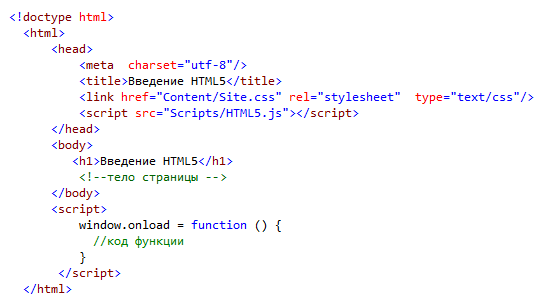 <!doctype html>
<html>
<head>
<meta  charset="utf-8"/>
<title>Введение HTML5</title>
<link href="Content/Site.css" rel="stylesheet"  type="text/css"/>
<script src="Scripts/HTML5.js"></script>
</head>
<body>
<h1>Введение HTML5</h1>
<!--тело страницы -->
</body>
<script>
window.onload = function () {
//код функции
}
</script>
</html>